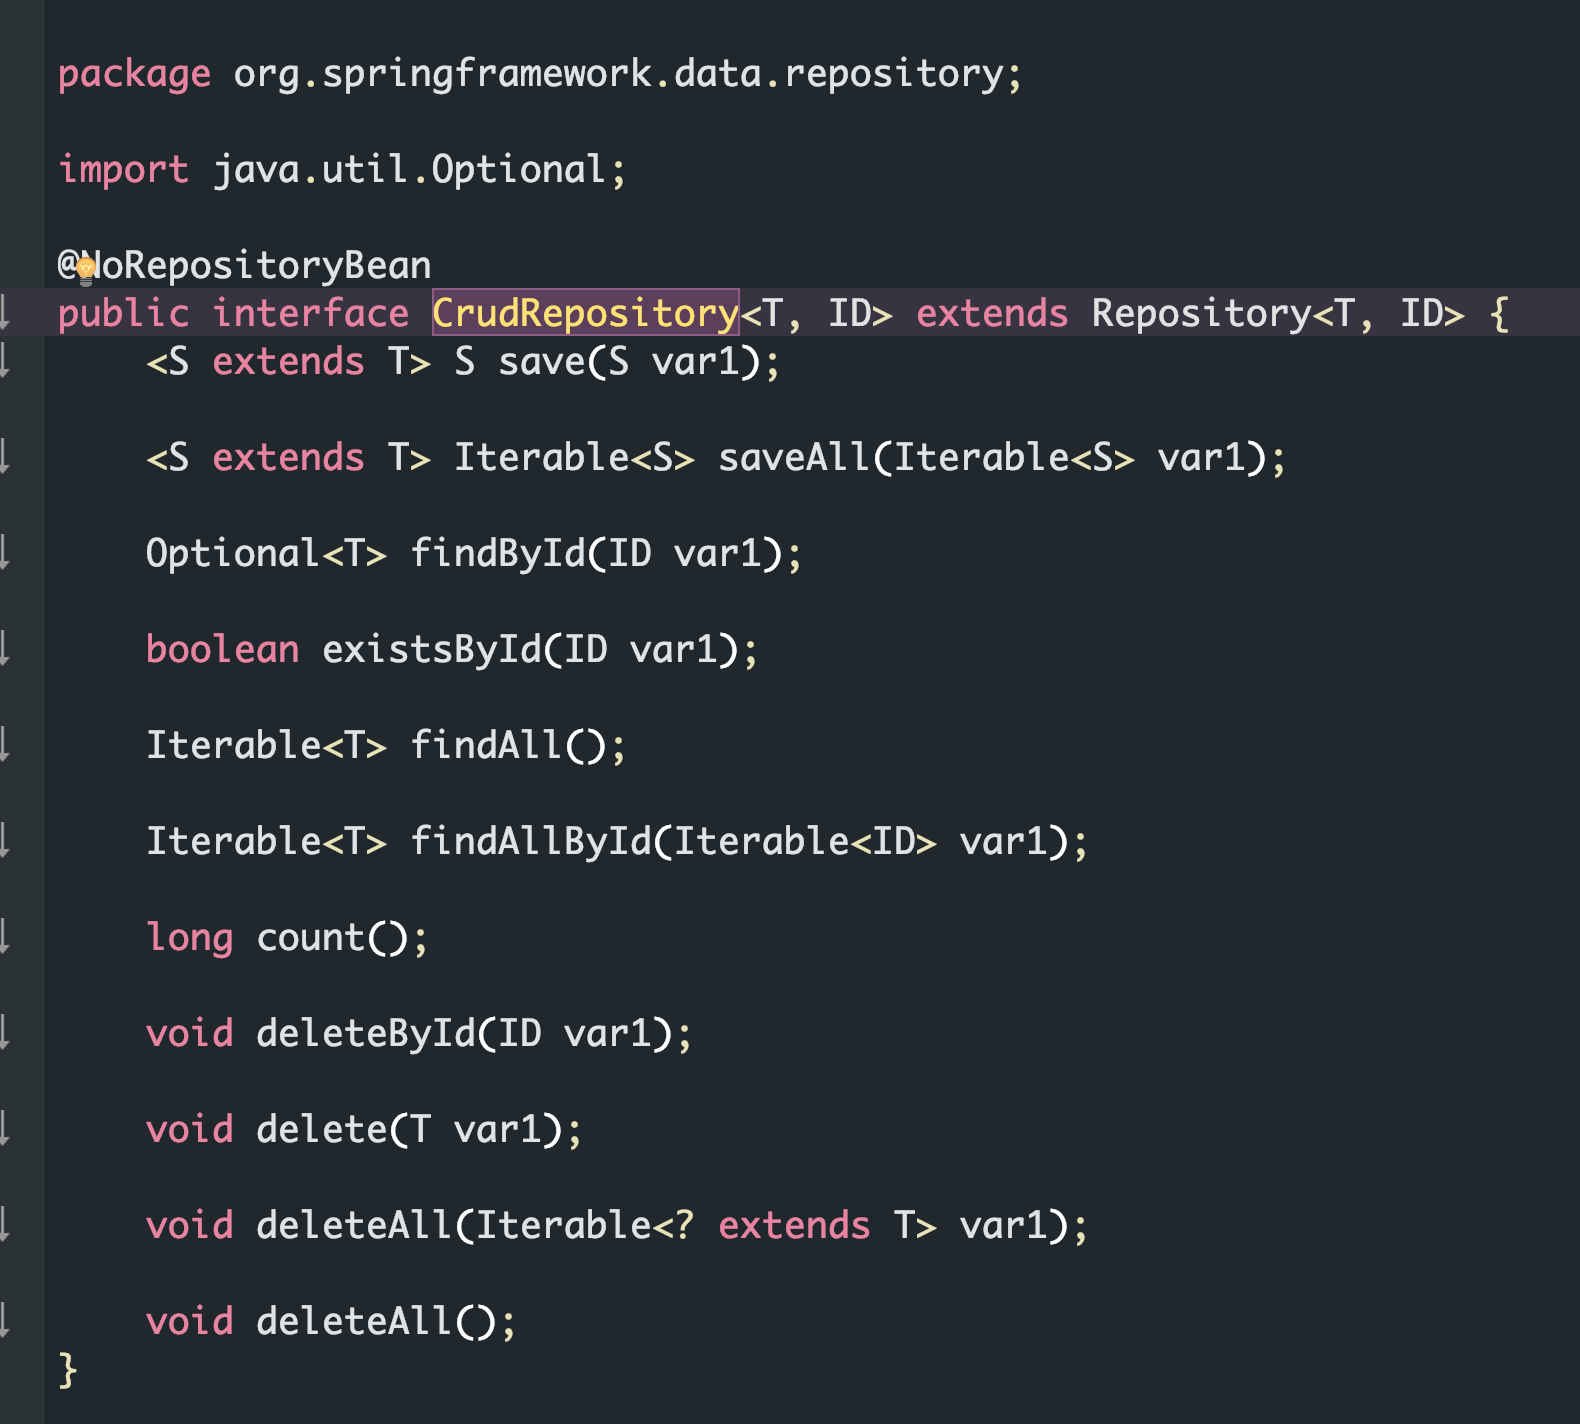 package org.springframework.data.repository;
import java.util.Optional;
@NoRepositoryBean
public interface CrudRepository<T, ID> extends Repository<T, ID> {
<S extends T> S save(S var1);
<S extends T> Iterable<S> saveAll(Iterable<S> var1);
Optional<T> findById(ID var1);
boolean existsById(ID var1);
Iterable<T> findAll();
Iterable<T> findAllById(Iterable<ID> var1);
long count();
void deleteById(ID var1);
void delete(T var1);
void deleteAll(Iterable<? extends T> var1);
void deleteAll();
}